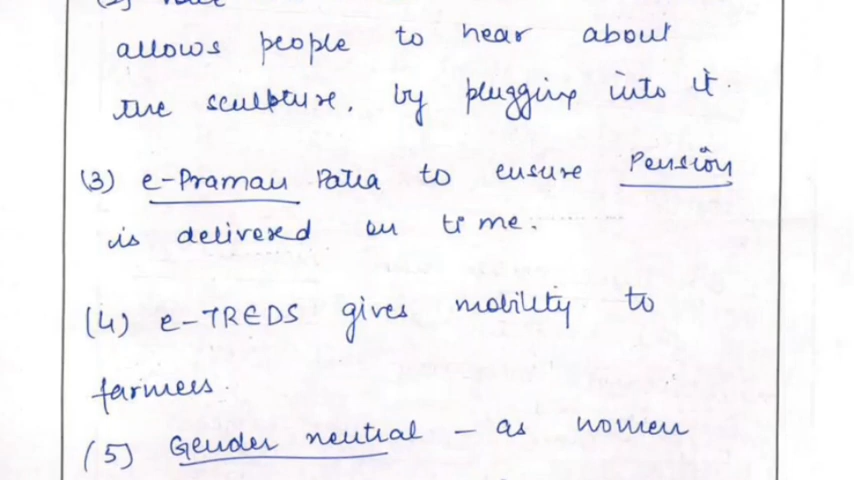 allows people to hear about
the sculpture, by plugging into it.
(3) e-Praman Patra to ensure Pension
is delivered on time.
(4) e-TREDS gives mobility to
farmers.
(5) Gender neutral - as women